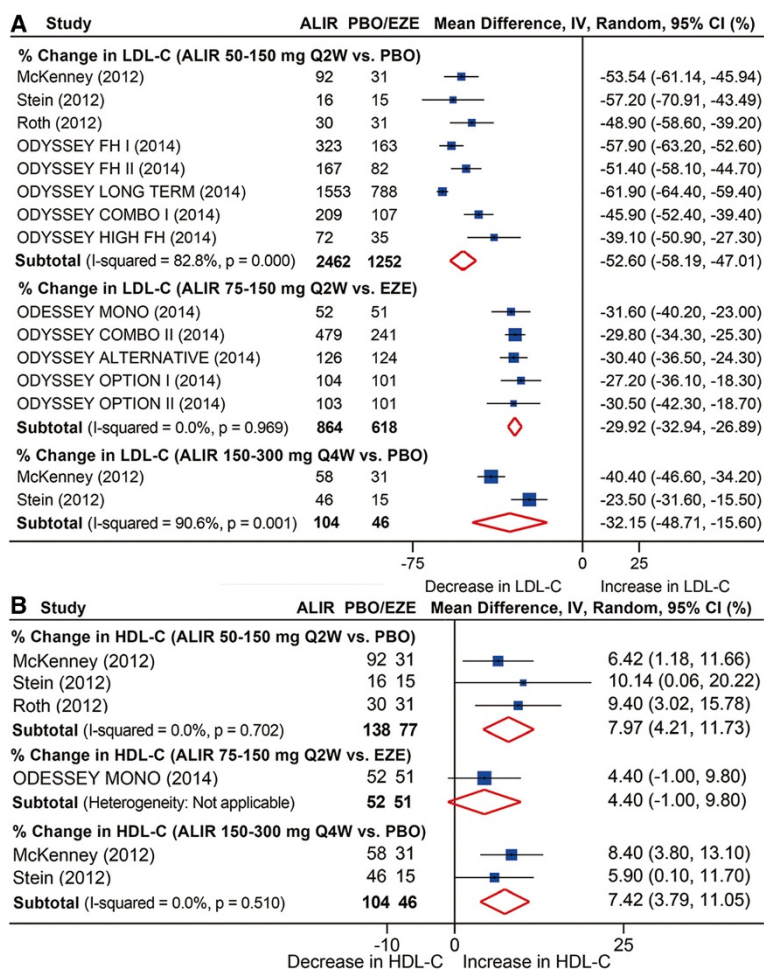 A Study ALIR PBO/EZE Mean Difference, IV, Random, 95% CI (%)
% Change in LDL-C (ALIR 50-150 mg Q2W vs. PBO)
McKenney (2012) 92 31 -53.54 (-61.14, -45.94)
Stein (2012) 16 15 -57.20 (-70.91, -43.49)
Roth (2012) 30 31 -48.90 (-58.60, -39.20)
ODYSSEY FH I (2014) 323 163 -57.90 (-63.20, -52.60)
ODYSSEY FH II (2014) 167 82 -51.40 (-58.10, -44.70)
ODYSSEY LONG TERM (2014) 1553 788 -61.90 (-64.40, -59.40)
ODYSSEY COMBO I (2014) 209 107 -45.90 (-52.40, -39.40)
ODYSSEY HIGH FH (2014) 72 35 -39.10 (-50.90, -27.30)
Subtotal (I-squared = 82.8%, p = 0.000) 2462 1252 -52.60 (-58.19, -47.01)
% Change in LDL-C (ALIR 75-150 mg Q2W vs. EZE)
ODESSEY MONO (2014) 52 51 -31.60 (-40.20, -23.00)
ODYSSEY COMBO II (2014) 479 241 -29.80 (-34.30, -25.30)
ODYSSEY ALTERNATIVE (2014) 126 124 -30.40 (-36.50, -24.30)
ODYSSEY OPTION I (2014) 104 101 -27.20 (-36.10, -18.30)
ODYSSEY OPTION II (2014) 103 101 -30.50 (-42.30, -18.70)
Subtotal (I-squared = 0.0%, p = 0.969) 864 618 -29.92 (-32.94, -26.89)
% Change in LDL-C (ALIR 150-300 mg Q4W vs. PBO)
McKenney (2012) 58 31 -40.40 (-46.60, -34.20)
Stein (2012) 46 15 -23.50 (-31.60, -15.50)
Subtotal (I-squared = 90.6%, p = 0.001) 104 46 -32.15 (-48.71, -15.60)
-75 0 25
Decrease in LDL-C Increase in LDL-C
B Study ALIR PBO/EZE Mean Difference, IV, Random, 95% CI (%)
% Change in HDL-C (ALIR 50-150 mg Q2W vs. PBO)
McKenney (2012) 92 31 6.42 (1.18, 11.66)
Stein (2012) 16 15 10.14 (0.06, 20.22)
Roth (2012) 30 31 9.40 (3.02, 15.78)
Subtotal (I-squared = 0.0%, p = 0.702) 138 77 7.97 (4.21, 11.73)
% Change in HDL-C (ALIR 75-150 mg Q2W vs. EZE)
ODESSEY MONO (2014) 52 51 4.40 (-1.00, 9.80)
Subtotal (Heterogeneity: Not applicable) 52 51 4.40 (-1.00, 9.80)
% Change in HDL-C (ALIR 150-300 mg Q4W vs. PBO)
McKenney (2012) 58 31 8.40 (3.80, 13.10)
Stein (2012) 46 15 5.90 (0.10, 11.70)
Subtotal (I-squared = 0.0%, p = 0.510) 104 46 7.42 (3.79, 11.05)
-10 0 25
Decrease in HDL-C Increase in HDL-C